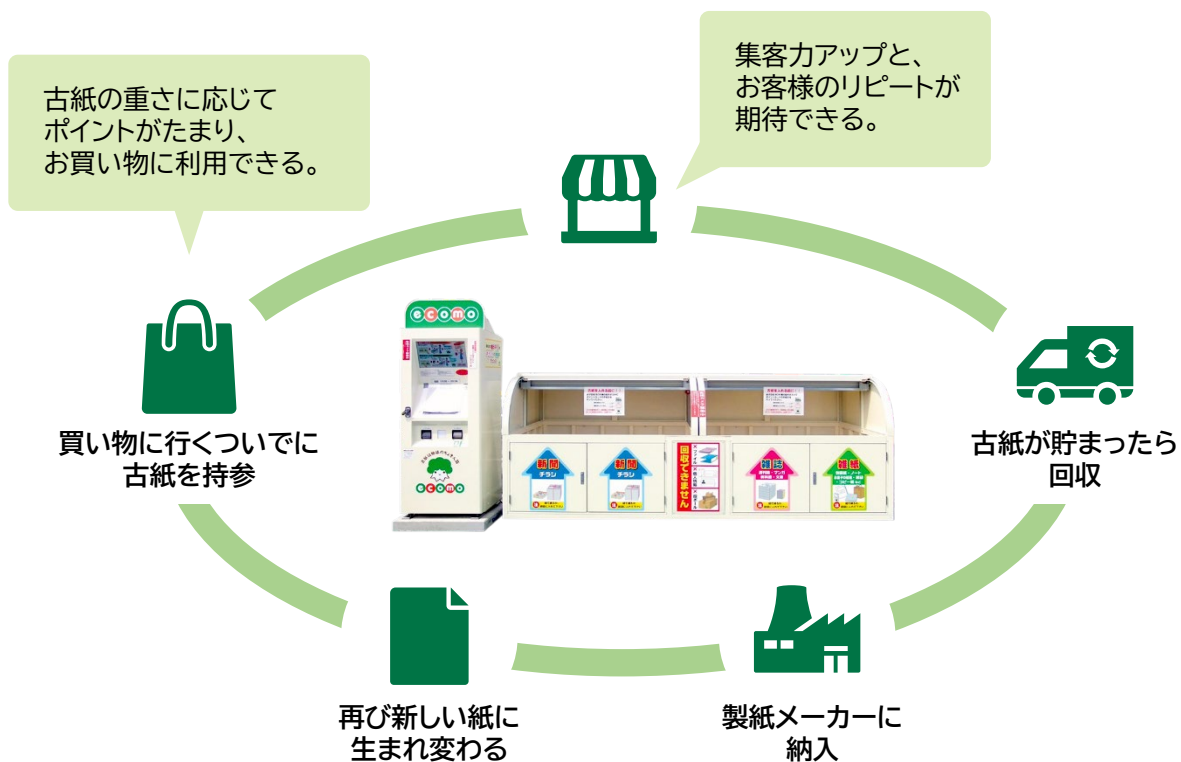 集客力アップと、
お客様のリピートが
期待できる。
古紙の重さに応じて
ポイントがたまり、
お買い物に利用できる。
ecomo
買い物に行くついでに
古紙を持参
古紙が貯まったら
回収
新聞
チラシ
新聞
チラシ
回収できません
雑誌
雑紙
ecomo
再び新しい紙に
生まれ変わる
製紙メーカーに
納入